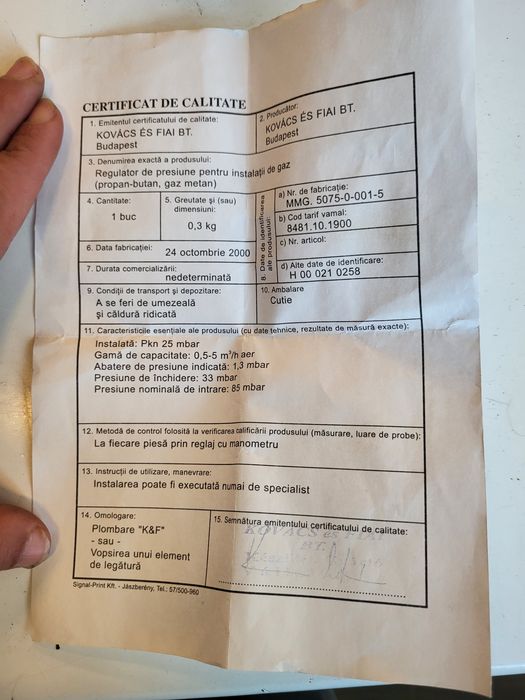 CERTIFICAT DE CALITATE
1. Emitentul certificatului de calitate:
KOVÁCS ÉS FIAI BT.
Budapest
2. Producător:
KOVÁCS ÉS FIAI BT.
Budapest
3. Denumirea exactă a produsului:
Regulator de presiune pentru instalații de gaz
(propan-butan, gaz metan)
4. Cantitate:
1 buc
5. Greutate și (sau)
dimensiuni:
0,3 kg
6. Data fabricației:
24 octombrie 2000
7. Durata comercializării:
nedeterminată
8. Date de identificarea
ale produsului:
a) Nr. de fabricație:
MMG. 5075-0-001-5
b) Cod tarif vamal:
8481.10.1900
c) Nr. articol:
d) Alte date de identificare:
H 00 021 0258
9. Condiții de transport și depozitare:
A se feri de umezeală
și căldură ridicată
10. Ambalare
Cutie
11. Caracteristicile esențiale ale produsului (cu date tehnice, rezultate de măsură exacte):
Instalată: Pkn 25 mbar
Gamă de capacitate: 0,5-5 m³/h aer
Abatere de presiune indicată: 1,3 mbar
Presiune de închidere: 33 mbar
Presiune nominală de intrare: 85 mbar
12. Metodă de control folosită la verificarea calificării produsului (măsurare, luare de probe):
La fiecare piesă prin reglaj cu manometru
13. Instrucții de utilizare, manevrare:
Instalarea poate fi executată numai de specialist
14. Omologare:
Plombare "K&F"
- sau -
Vopsirea unui element
de legătură
15. Semnătura emitentului certificatului de calitate:
KOVÁCS és FIAI
BT.
Signal-Print Kft. - Jászberény, Tel.: 57/500-960